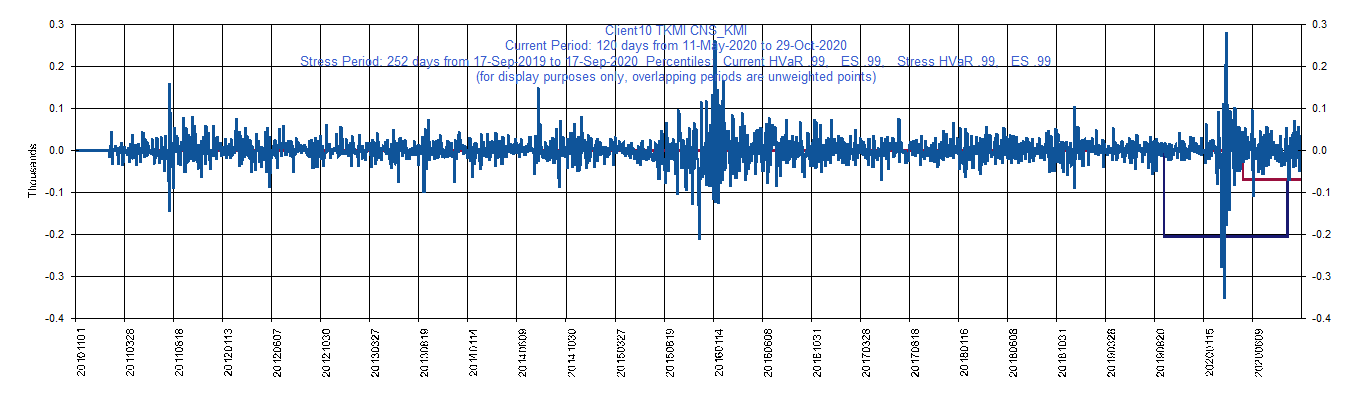 Client10 TKMI CNS_KMI
Current Period: 120 days from 11-May-2020 to 29-Oct-2020
Stress Period: 252 days from 17-Sep-2019 to 17-Sep-2020  Percentiles:  Current HVaR .99,   ES .99,   Stress HVaR .99,   ES .99
(for display purposes only, overlapping periods are unweighted points)
0.3 0.3
0.2 0.2
0.1 0.1
0.0 0.0
Thousands
-0.1 -0.1
-0.2 -0.2
-0.3 -0.3
-0.4 -0.4
20101101 20110328 20110818 20120113 20120607 20121030 20130327 20130819 20140114 20140609 20141030 20150327 20150819 20160114 20160608 20161031 20170328 20170818 20180116 20180608 20181031 20190328 20190820 20200115 20200609